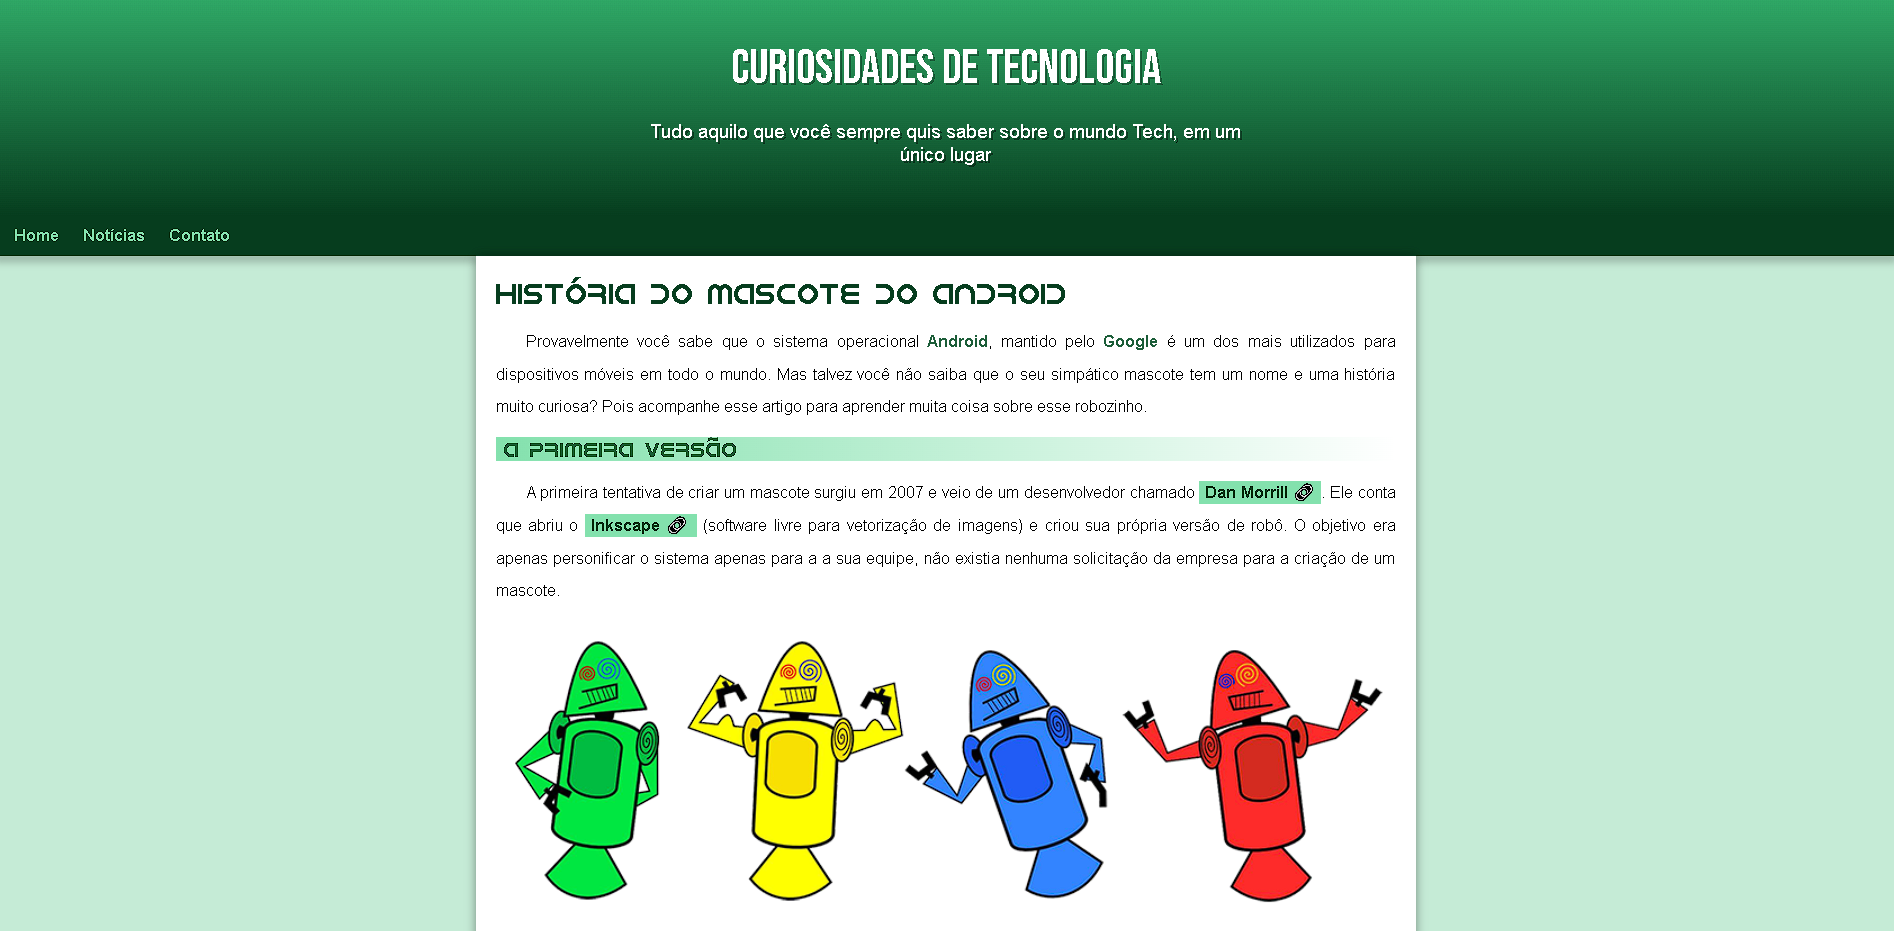 CURIOSIDADES DE TECNOLOGIA
Tudo aquilo que você sempre quis saber sobre o mundo Tech, em um
único lugar
Home Notícias Contato
HISTÓRIA DO MASCOTE DO ANDROID
Provavelmente você sabe que o sistema operacional Android, mantido pelo Google é um dos mais utilizados para
dispositivos móveis em todo o mundo. Mas talvez você não saiba que o seu simpático mascote tem um nome e uma história
muito curiosa? Pois acompanhe esse artigo para aprender muita coisa sobre esse robozinho.
A PRIMEIRA VERSÃO
A primeira tentativa de criar um mascote surgiu em 2007 e veio de um desenvolvedor chamado Dan Morrill . Ele conta
que abriu o Inkscape (software livre para vetorização de imagens) e criou sua própria versão de robô. O objetivo era
apenas personificar o sistema apenas para a a sua equipe, não existia nenhuma solicitação da empresa para a criação de um
mascote.